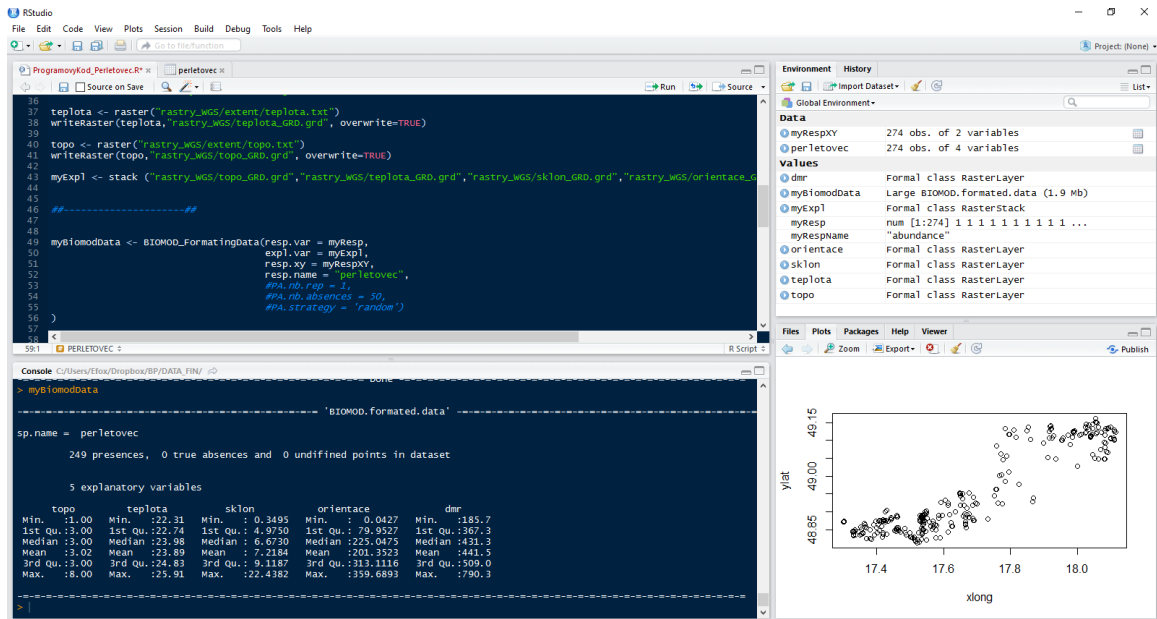 RStudio
File Edit Code View Plots Session Build Debug Tools Help
Go to file/function
Project: (None)
ProgramovyKod_Perletovec.R* × perletovec ×
Source on Save Run Source
36
37 teplota <- raster("rastry_WGS/extent/teplota.txt")
38 writeRaster(teplota,"rastry_WGS/teplota_GRD.grd", overwrite=TRUE)
39
40 topo <- raster("rastry_WGS/extent/topo.txt")
41 writeRaster(topo,"rastry_WGS/topo_GRD.grd", overwrite=TRUE)
42
43 myExpl <- stack ("rastry_WGS/topo_GRD.grd","rastry_WGS/teplota_GRD.grd","rastry_WGS/sklon_GRD.grd","rastry_WGS/orientace_G
44
45
46 ##---------------------##
47
48
49 myBiomodData <- BIOMOD_FormatingData(resp.var = myResp,
50 expl.var = myExpl,
51 resp.xy = myRespXY,
52 resp.name = "perletovec",
53 #PA.nb.rep = 1,
54 #PA.nb.absences = 50,
55 #PA.strategy = 'random')
56 )
57
58
59:1 PERLETOVEC R Script
Console C:/Users/Efox/Dropbox/BP/DATA_FIN/
-=-=-=-=-=-=-=-=-=-=-=-=-=-=-=-=-=-=-=-=-=-=-=-=-= Done -=-=-=-=-=-=-=-=-=-=-=-=-=-=-=-=-=-=-=-=-=-=-=-=-=
> myBiomodData
-=-=-=-=-=-=-=-=-=-=-=-=-=-=-=-=-=-=-=-=-= 'BIOMOD.formated.data' -=-=-=-=-=-=-=-=-=-=-=-=-=-=-=-=-=-=-=-=-=
sp.name = perletovec
249 presences, 0 true absences and 0 undifined points in dataset
5 explanatory variables
topo teplota sklon orientace dmr
Min. :1.00 Min. :22.31 Min. : 0.3495 Min. : 0.0427 Min. :185.7
1st Qu.:3.00 1st Qu.:22.74 1st Qu.: 4.9750 1st Qu.: 79.9527 1st Qu.:367.3
Median :3.00 Median :23.98 Median : 6.6730 Median :225.0475 Median :431.3
Mean :3.02 Mean :23.89 Mean : 7.2184 Mean :201.3523 Mean :441.5
3rd Qu.:3.00 3rd Qu.:24.83 3rd Qu.: 9.1187 3rd Qu.:313.1116 3rd Qu.:509.0
Max. :8.00 Max. :25.91 Max. :22.4382 Max. :359.6893 Max. :790.3
-=-=-=-=-=-=-=-=-=-=-=-=-=-=-=-=-=-=-=-=-=-=-=-=-=-=-=-=-=-=-=-=-=-=-=-=-=-=-=-=-=-=-=-=-=-=-=-=-=-=-=
>
Environment History
Import Dataset List
Global Environment
Data
myRespXY 274 obs. of 2 variables
perletovec 274 obs. of 4 variables
Values
dmr Formal class RasterLayer
myBiomodData Large BIOMOD.formated.data (1.9 Mb)
myExpl Formal class RasterStack
myResp num [1:274] 1 1 1 1 1 1 1 1 1 1 ...
myRespName "abundance"
orientace Formal class RasterLayer
sklon Formal class RasterLayer
teplota Formal class RasterLayer
topo Formal class RasterLayer
Files Plots Packages Help Viewer
Zoom Export Publish
ylat
49.15
49.00
48.85
17.4 17.6 17.8 18.0
xlong